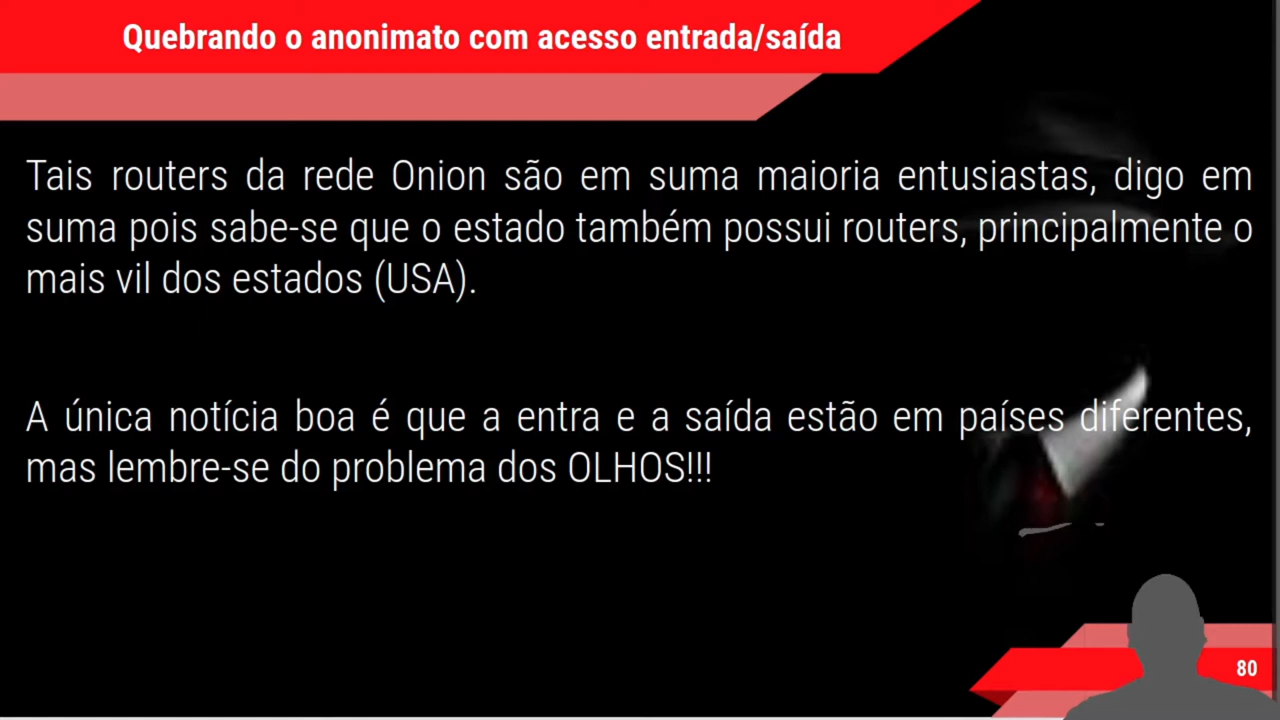 Quebrando o anonimato com acesso entrada/saída
Tais routers da rede Onion são em suma maioria entusiastas, digo em
suma pois sabe-se que o estado também possui routers, principalmente o
mais vil dos estados (USA).
A única notícia boa é que a entra e a saída estão em países diferentes,
mas lembre-se do problema dos OLHOS!!!
80